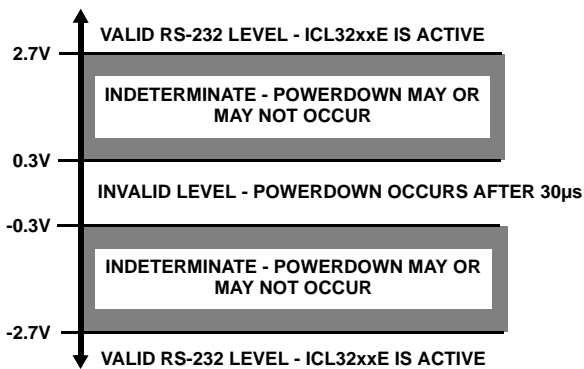 VALID RS-232 LEVEL - ICL32xxE IS ACTIVE
2.7V
INDETERMINATE - POWERDOWN MAY OR
MAY NOT OCCUR
0.3V
INVALID LEVEL - POWERDOWN OCCURS AFTER 30µs
-0.3V
INDETERMINATE - POWERDOWN MAY OR
MAY NOT OCCUR
-2.7V
VALID RS-232 LEVEL - ICL32xxE IS ACTIVE